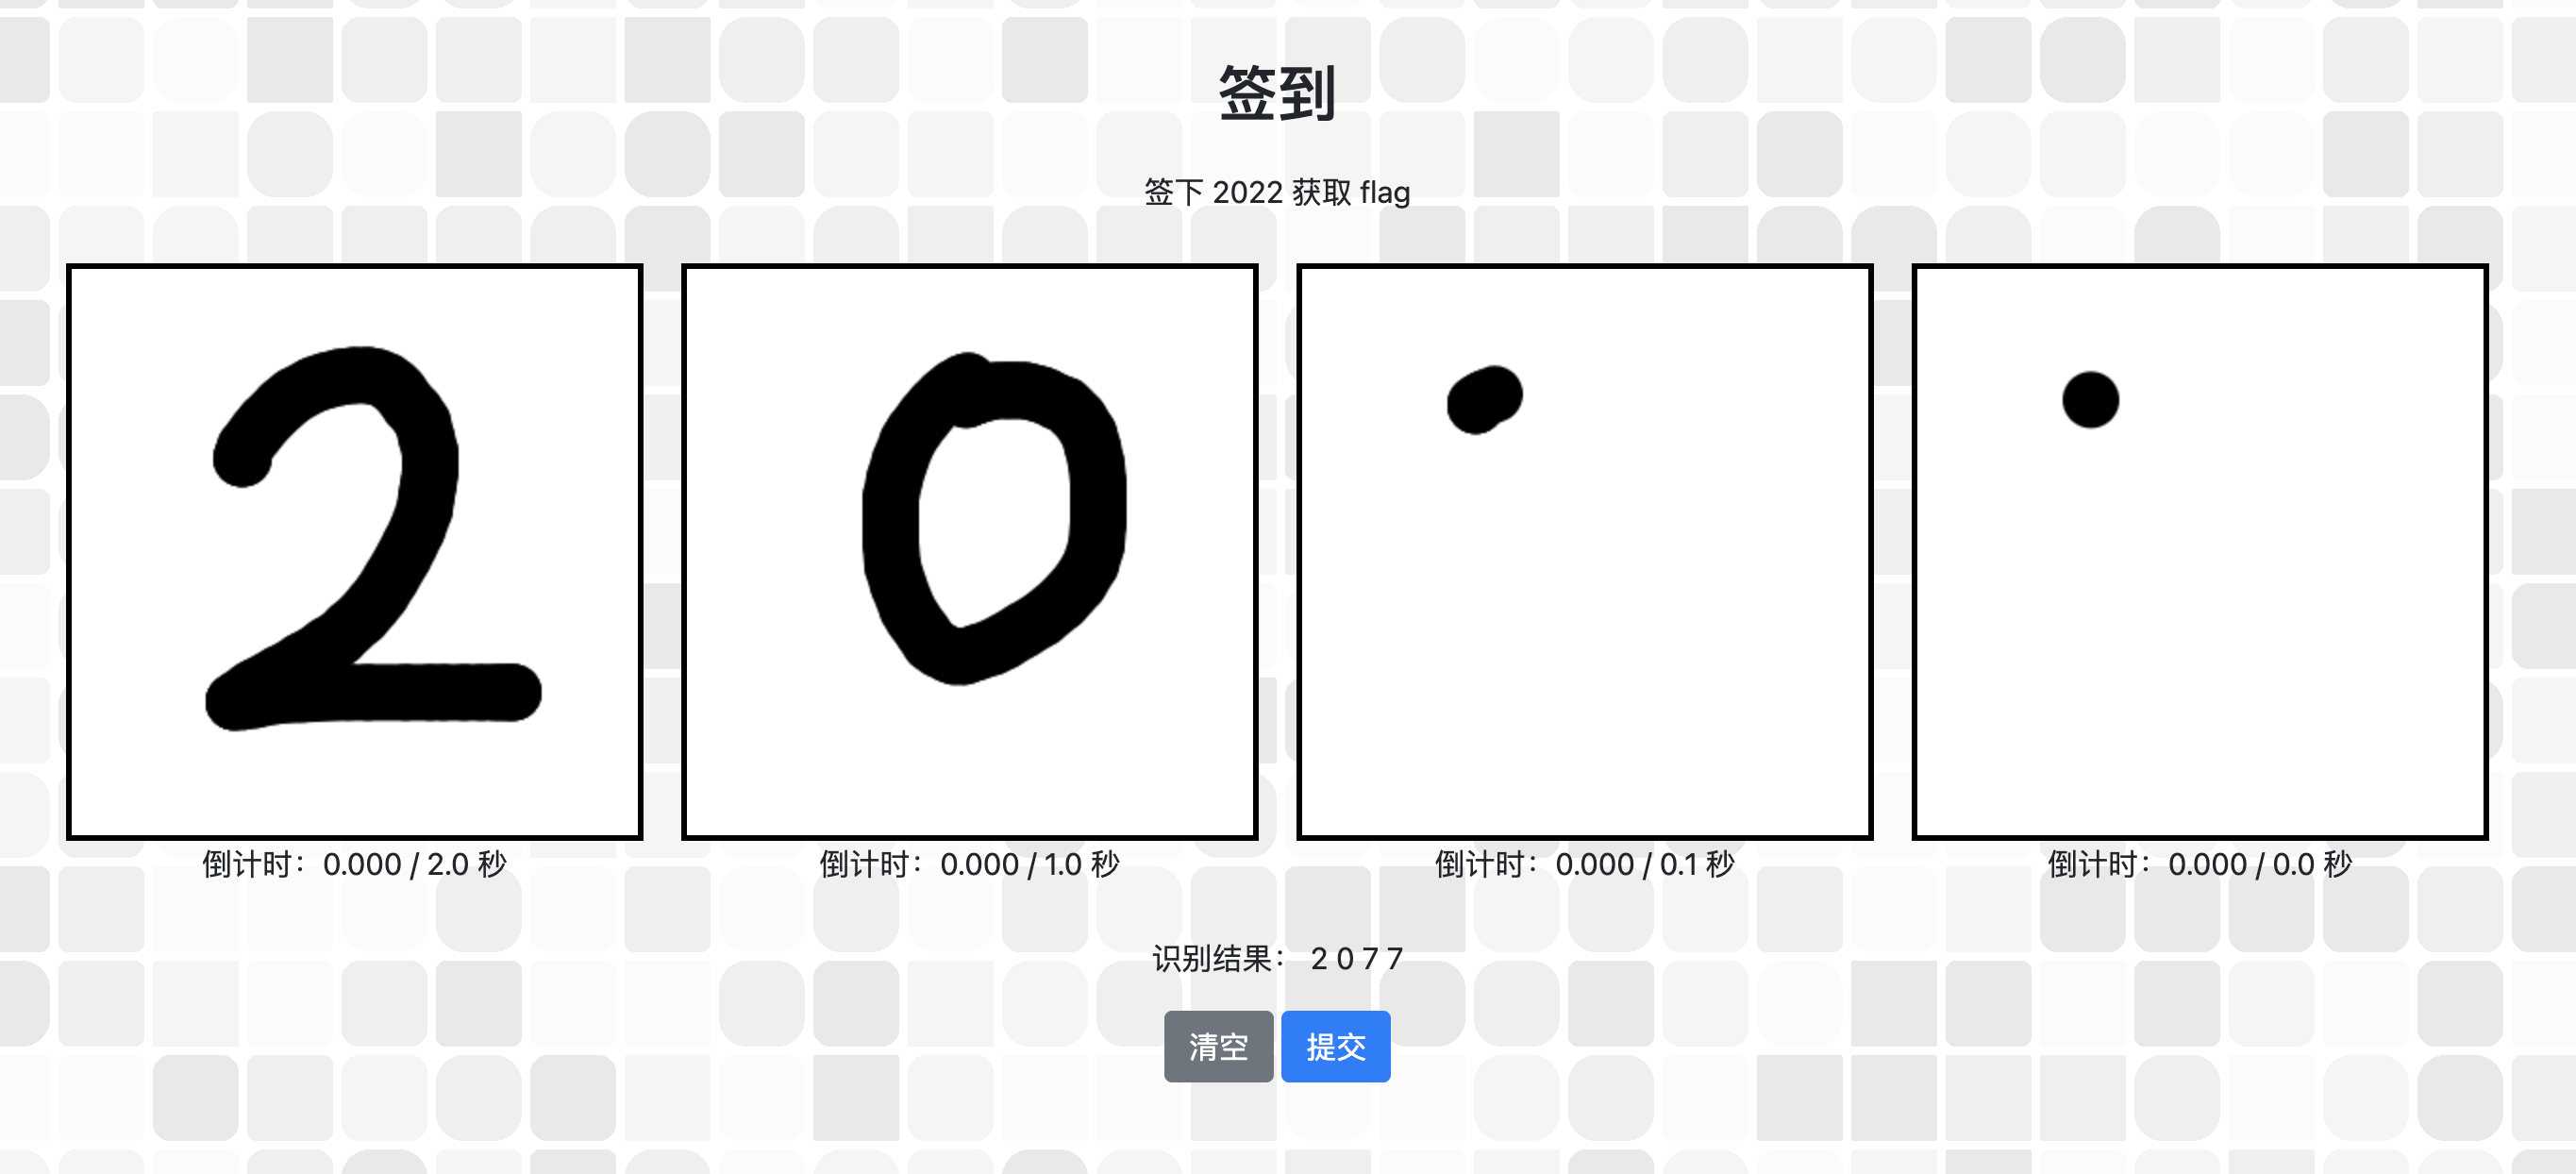 签到
签下 2022 获取 flag
2 0
倒计时：0.000 / 2.0 秒 倒计时：0.000 / 1.0 秒 倒计时：0.000 / 0.1 秒 倒计时：0.000 / 0.0 秒
识别结果： 2 0 7 7
清空 提交